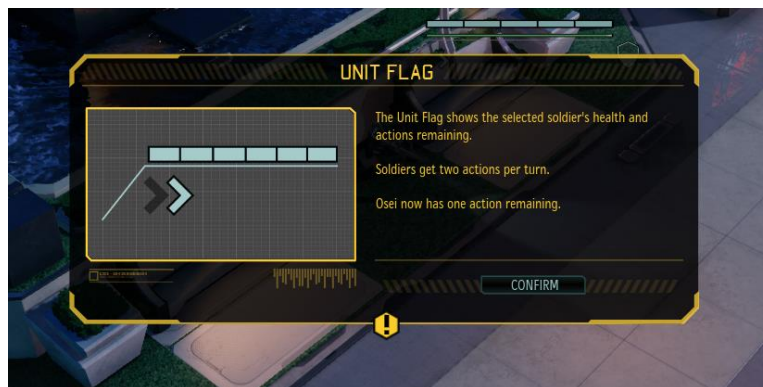 UNIT FLAG
The Unit Flag shows the selected soldier's health and
actions remaining.
Soldiers get two actions per turn.
Osei now has one action remaining.
CONFIRM